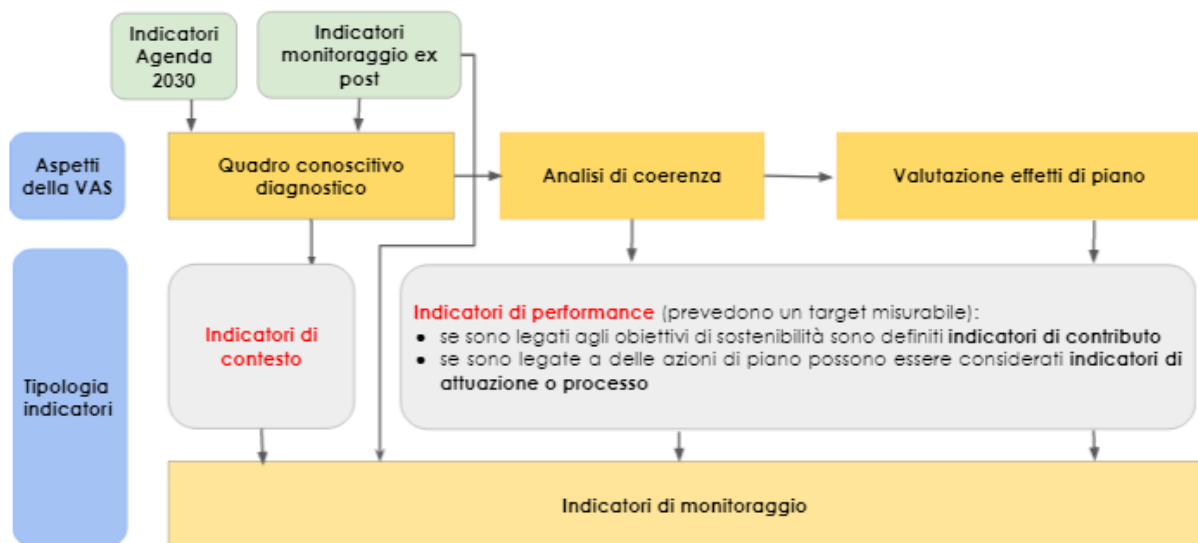 Indicatori
Agenda
2030
Indicatori
monitoraggio ex
post
Aspetti
della VAS
Quadro conoscitivo
diagnostico
Analisi di coerenza
Valutazione effetti di piano
Tipologia
indicatori
Indicatori di
contesto
Indicatori di performance (prevedono un target misurabile):
• se sono legati agli obiettivi di sostenibilità sono definiti indicatori di contributo
• se sono legate a delle azioni di piano possono essere considerati indicatori di
attuazione o processo
Indicatori di monitoraggio